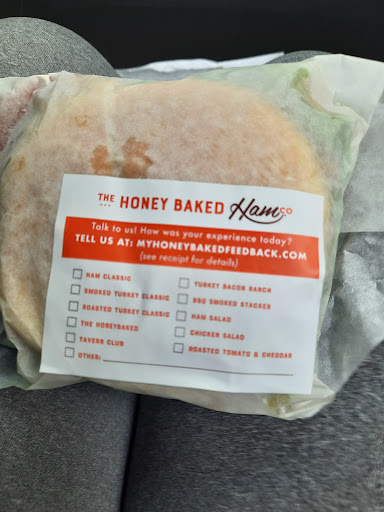 THE HONEY BAKED Ham CO
Talk to us! How was your experience today?
TELL US AT: MYHONEYBAKEDFEEDBACK.COM
(see receipt for details)
HAM CLASSIC
SMOKED TURKEY CLASSIC
ROASTED TURKEY CLASSIC
THE HONEYBAKED
TAVERN CLUB
OTHER:
TURKEY BACON RANCH
BBQ SMOKED STACKER
HAM SALAD
CHICKEN SALAD
ROASTED TOMATO & CHEDDAR